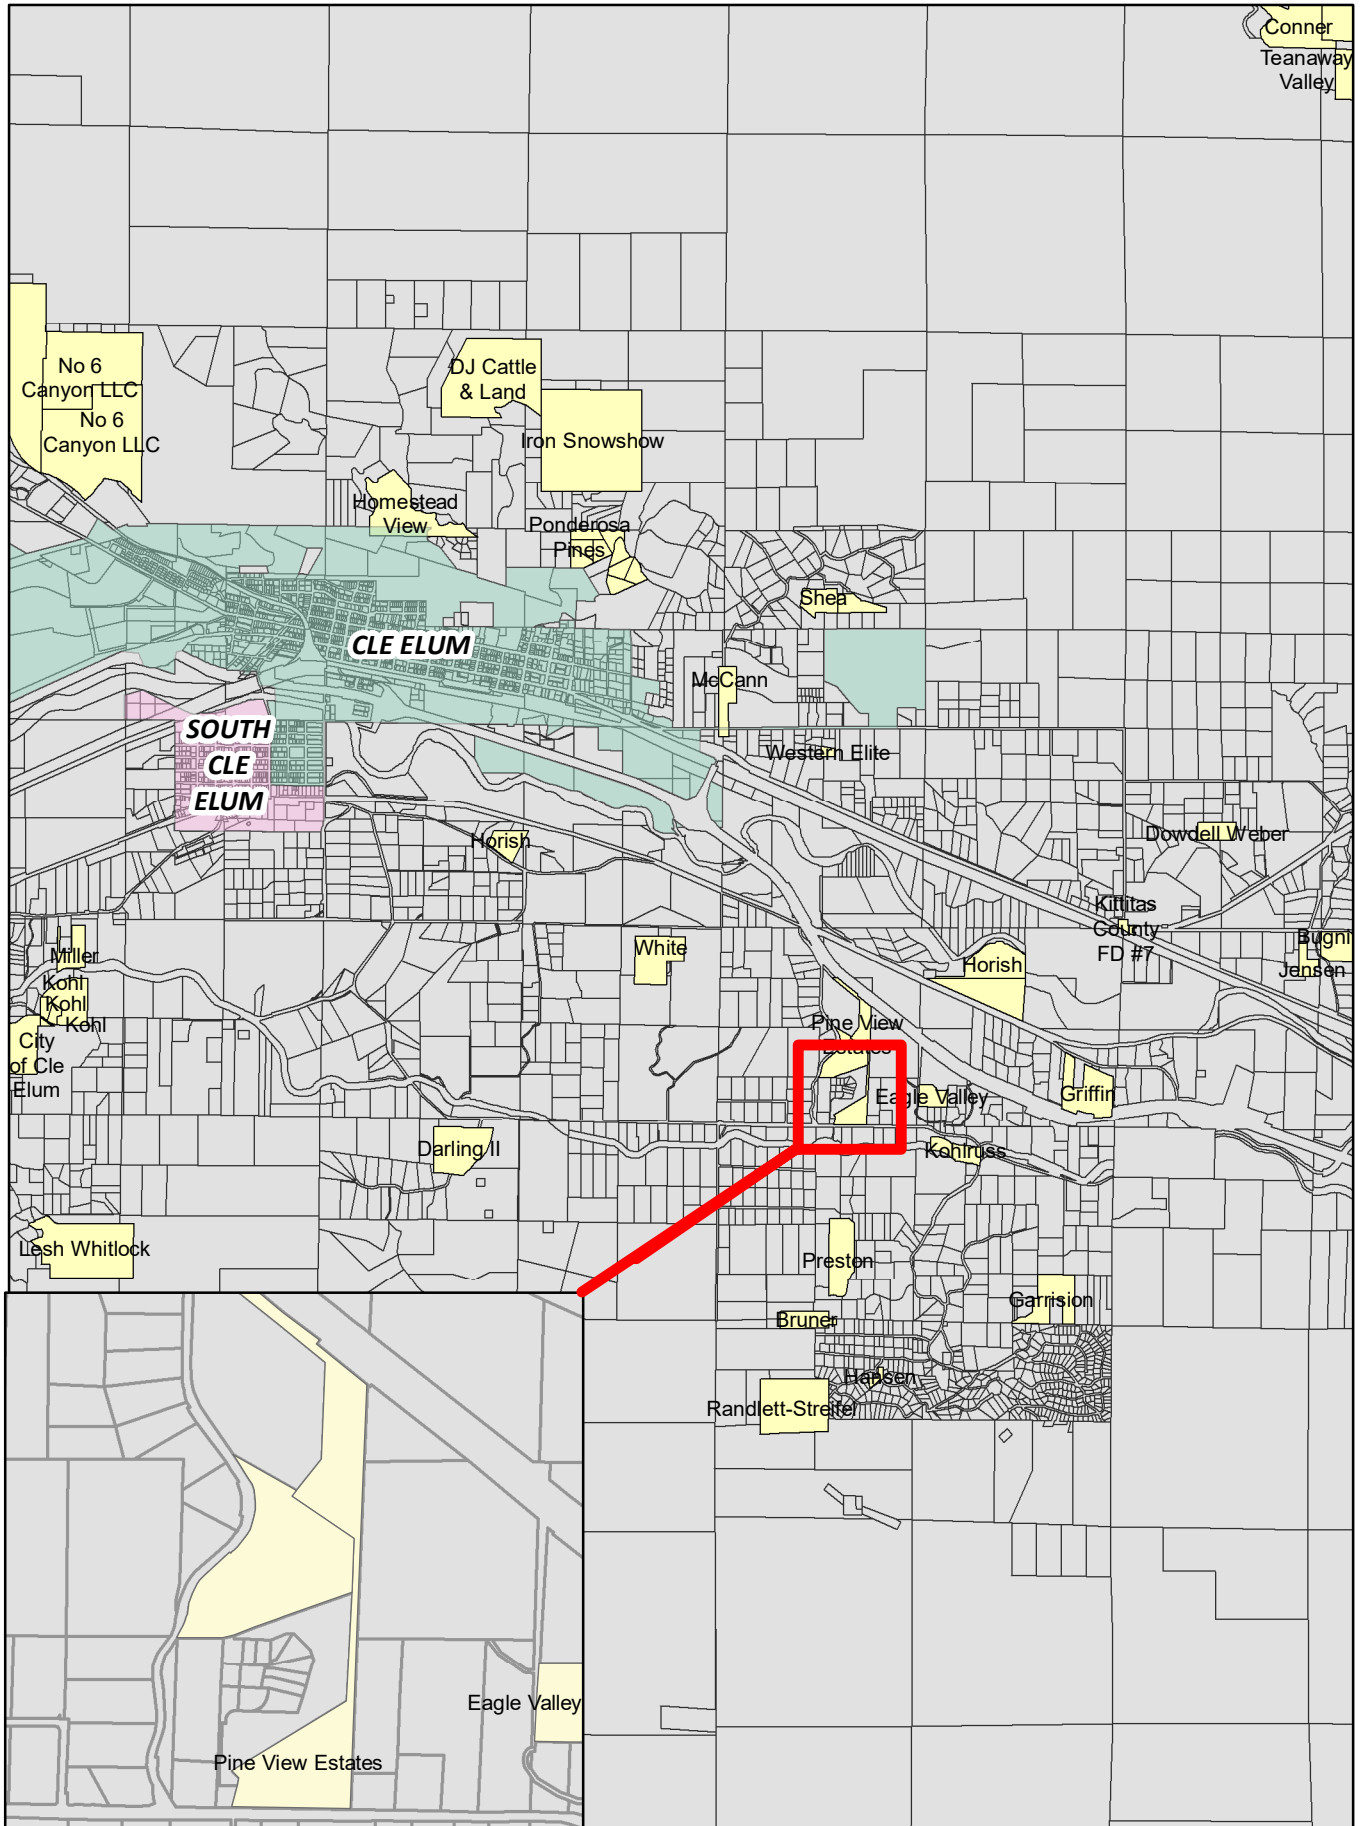 Conner
Teanaway
Valley
No 6
Canyon LLC
No 6
Canyon LLC
DJ Cattle
& Land
Iron Snowshow
Homestead
View
Ponderosa
Pines
Shea
CLE ELUM
McCann
SOUTH
CLE
ELUM
Western Elite
Horish
Dowdell Weber
Kittitas
County
FD #7
Bugni
Jensen
Miller
White
Horish
Kohl
Kohl
Kohl
City
of Cle
Elum
Pine View
Estates
Eagle Valley
Griffin
Darling II
Kohlruss
Lesh Whitlock
Preston
Garrision
Bruner
Hansen
Randlett-Streifel
Eagle Valley
Pine View Estates